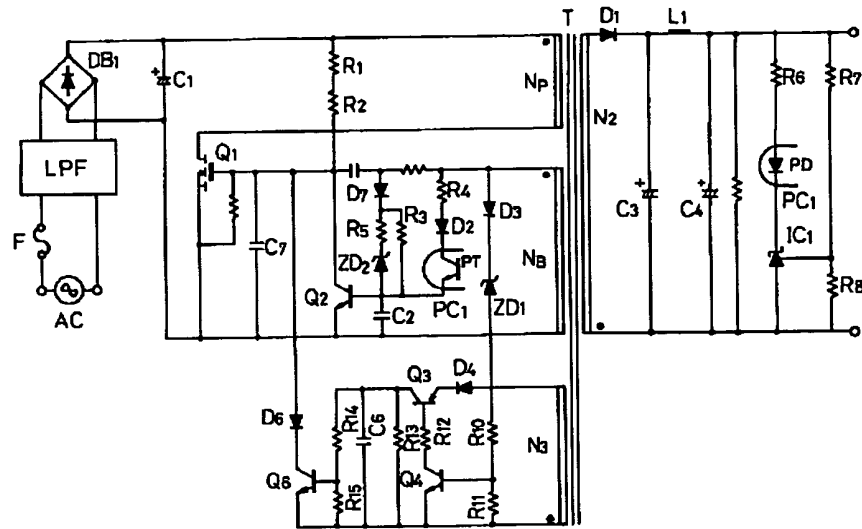 T
D1
L1
DB1
C1
R1
R2
NP
N2
R6
R7
LPF
Q1
PD
PC1
D7
R4
D3
R3
D2
R5
C3
C4
IC1
F
C7
ZD2
PT
NB
R8
Q2
C2
PC1
ZD1
AC
Q3
D4
D6
R14
C6
R13
R12
R10
N3
Q6
R15
Q4
R11